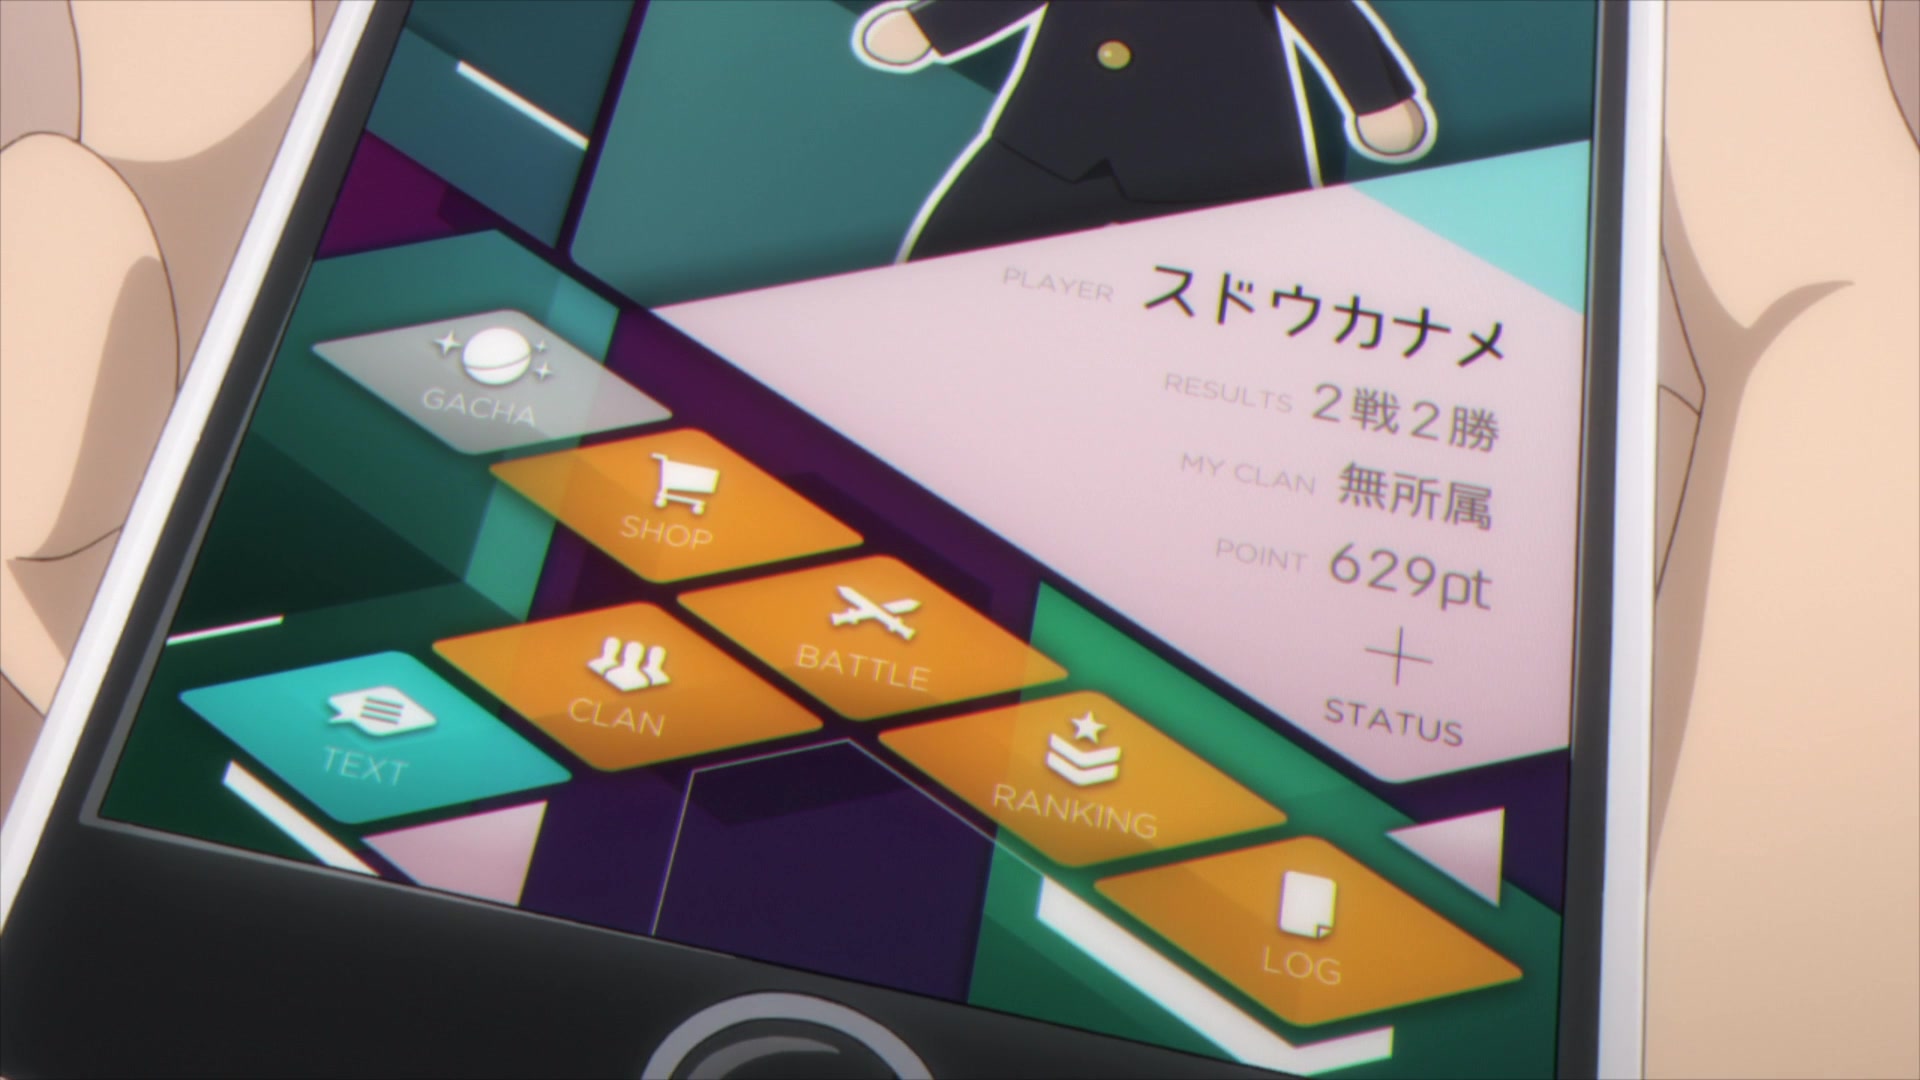 PLAYER スドウカナメ
RESULTS 2戦2勝
MY CLAN 無所属
POINT 629pt
+
STATUS
GACHA
SHOP
BATTLE
CLAN
TEXT
RANKING
LOG